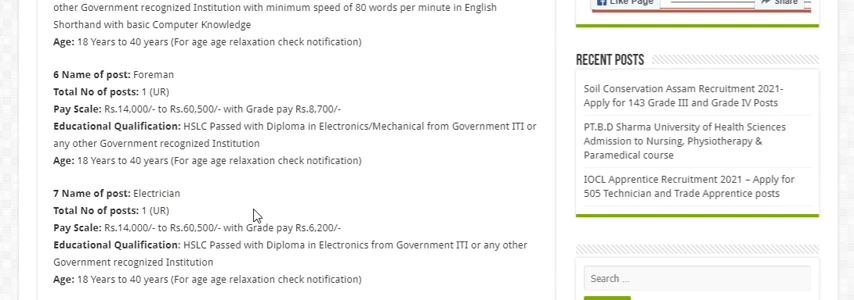 other Government recognized Institution with minimum speed of 80 words per minute in English
Shorthand with basic Computer Knowledge
Age: 18 Years to 40 years (For age age relaxation check notification)
6 Name of post: Foreman
Total No of posts: 1 (UR)
Pay Scale: Rs.14,000/- to Rs.60,500/- with Grade pay Rs.8,700/-
Educational Qualification: HSLC Passed with Diploma in Electronics/Mechanical from Government ITI or
any other Government recognized Institution
Age: 18 Years to 40 years (For age age relaxation check notification)
7 Name of post: Electrician
Total No of posts: 1 (UR)
Pay Scale: Rs.14,000/- to Rs.60,500/- with Grade pay Rs.6,200/-
Educational Qualification: HSLC Passed with Diploma in Electronics from Government ITI or any other
Government recognized Institution
Age: 18 Years to 40 years (For age age relaxation check notification)
Like Page
Share
RECENT POSTS
Soil Conservation Assam Recruitment 2021-
Apply for 143 Grade III and Grade IV Posts
PT.B.D Sharma University of Health Sciences
Admission to Nursing, Physiotherapy &
Paramedical course
IOCL Apprentice Recruitment 2021 – Apply for
505 Technician and Trade Apprentice posts
Search ...